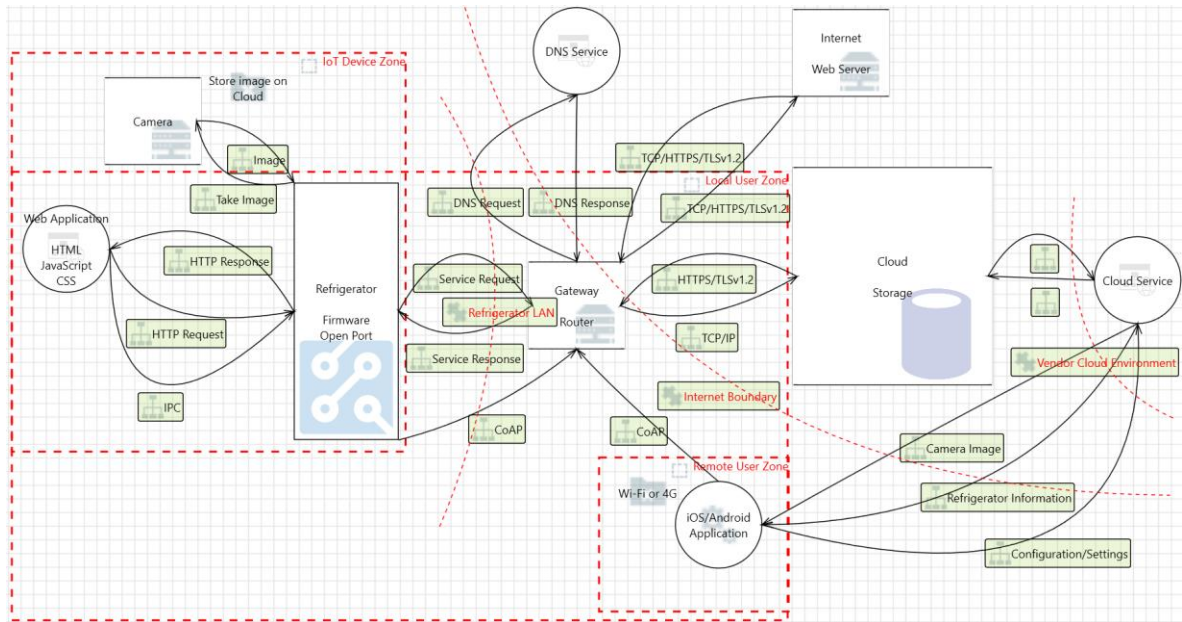 DNS Service
Internet
Web Server
IoT Device Zone
Store image on
Cloud
Camera
Image
Take Image
TCP/HTTPS/TLSv1.2
Local User Zone
DNS Request
DNS Response
TCP/HTTPS/TLSv1.2
Web Application
HTML
JavaScript
CSS
HTTP Response
HTTP Request
IPC
Refrigerator
Firmware
Open Port
Service Request
Refrigerator LAN
Service Response
CoAP
Gateway
Router
HTTPS/TLSv1.2
TCP/IP
Internet Boundary
CoAP
Cloud
Storage
Cloud Service
Vendor Cloud Environment
Camera Image
Refrigerator Information
Configuration/Settings
Remote User Zone
Wi-Fi or 4G
iOS/Android
Application